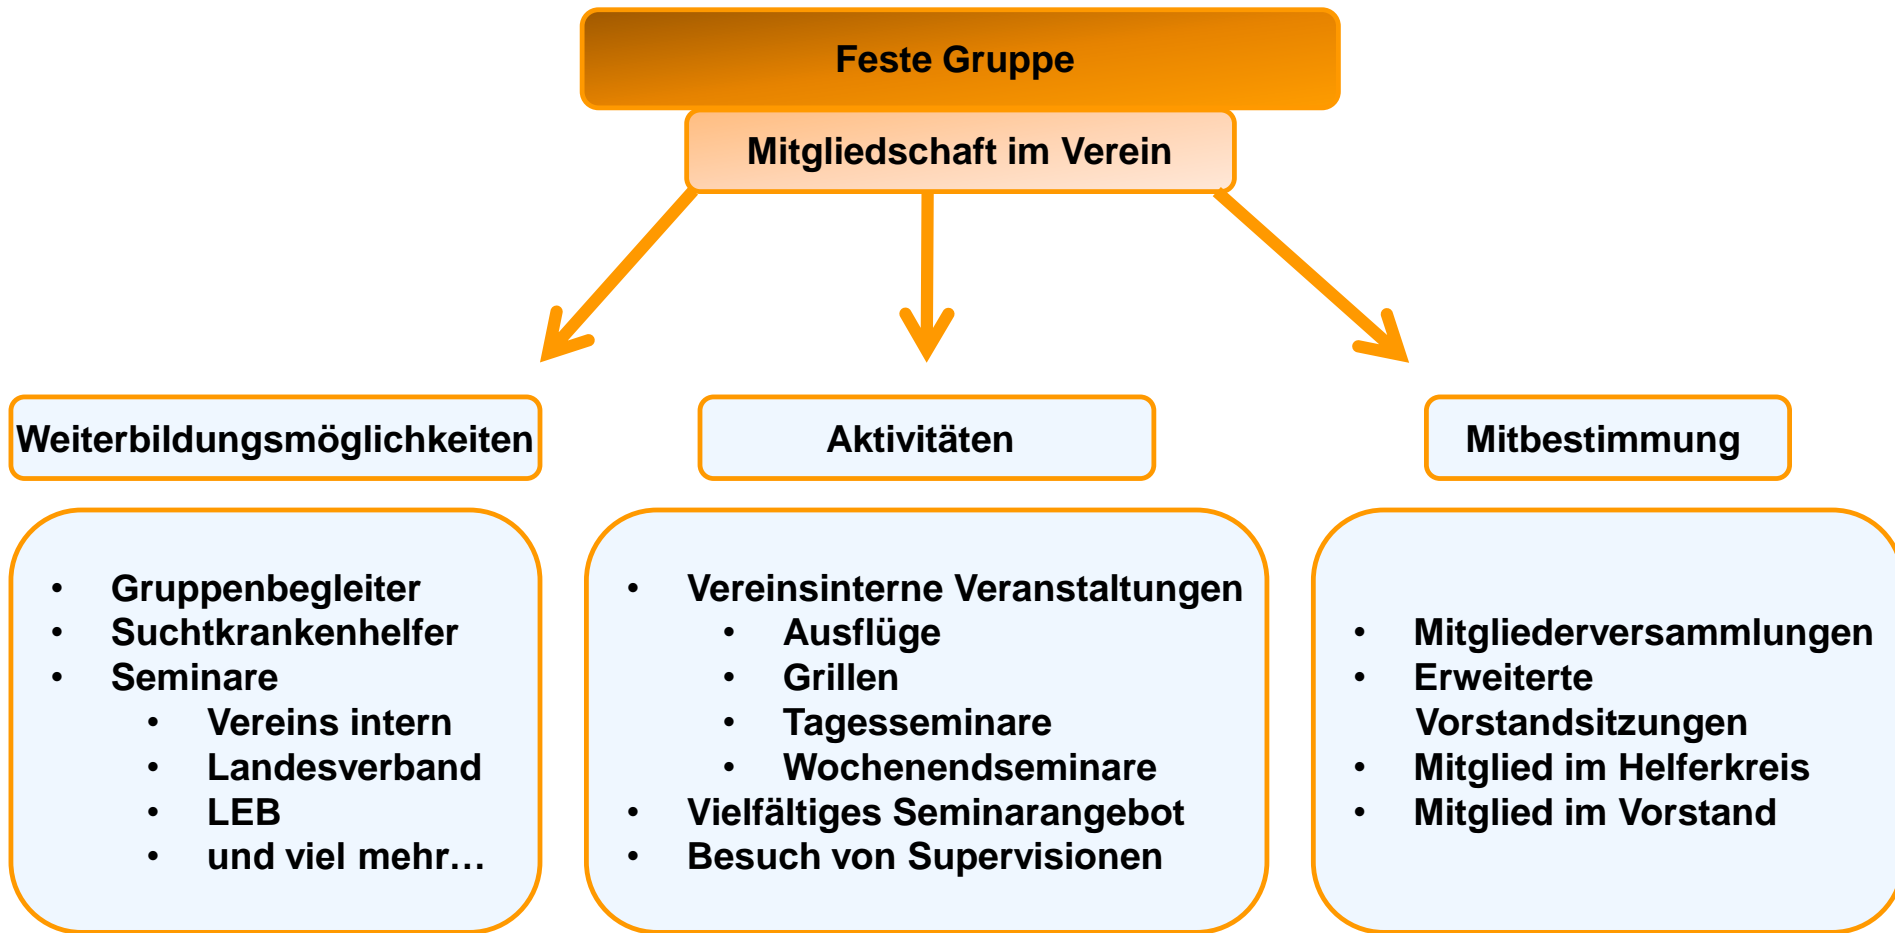 Feste Gruppe
Mitgliedschaft im Verein
Weiterbildungsmöglichkeiten
• Gruppenbegleiter
• Suchtkrankenhelfer
• Seminare
• Vereins intern
• Landesverband
• LEB
• und viel mehr…
Aktivitäten
• Vereinsinterne Veranstaltungen
• Ausflüge
• Grillen
• Tagesseminare
• Wochenendseminare
• Vielfältiges Seminarangebot
• Besuch von Supervisionen
Mitbestimmung
• Mitgliederversammlungen
• Erweiterte
Vorstandsitzungen
• Mitglied im Helferkreis
• Mitglied im Vorstand